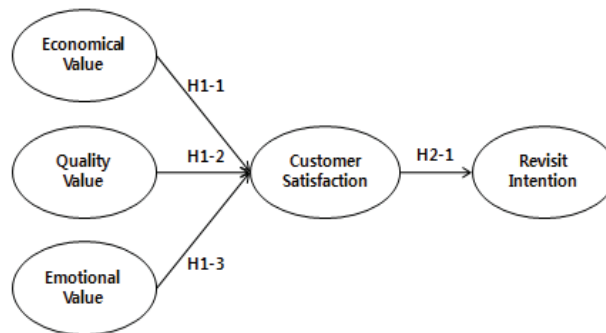 Economical
Value
H1-1
Quality
Value
H1-2
Customer
Satisfaction
H2-1
Revisit
Intention
H1-3
Emotional
Value